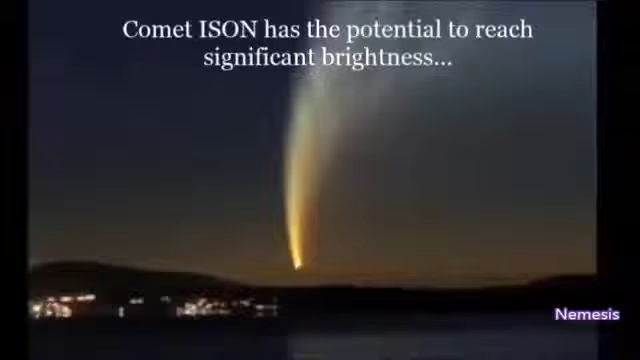 Comet ISON has the potential to reach
significant brightness...
Nemesis